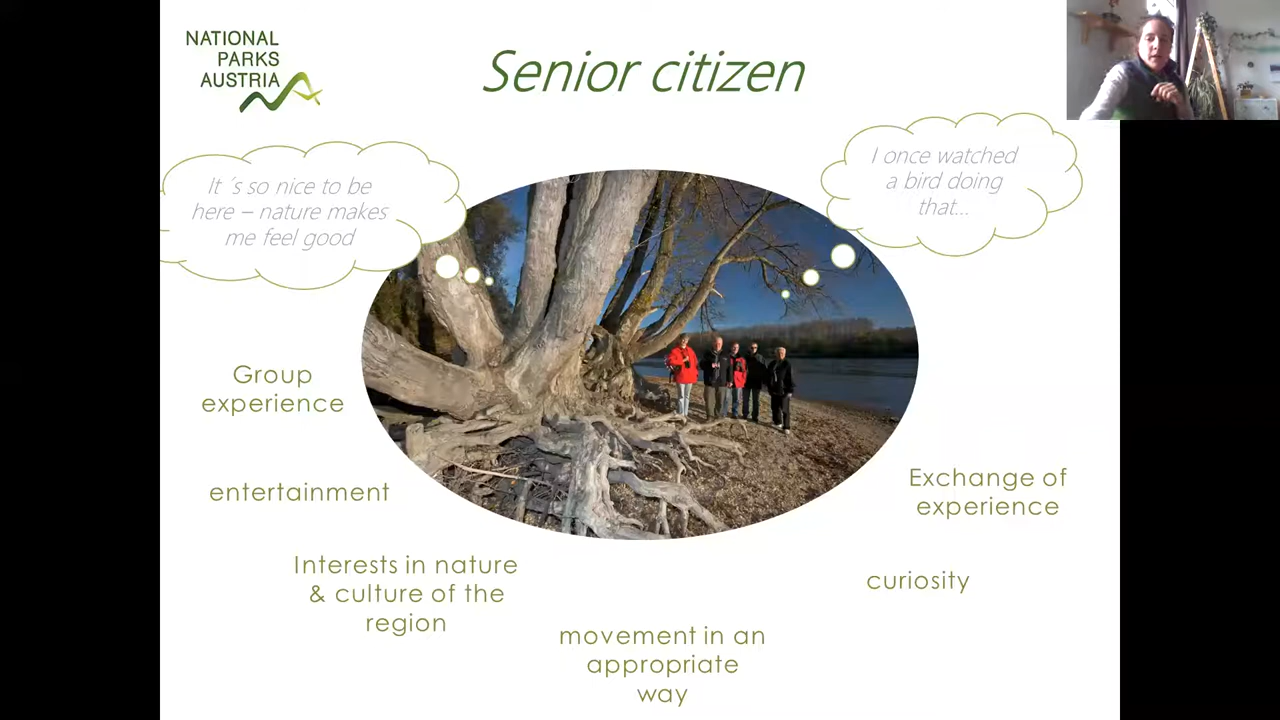 NATIONAL
PARKS
AUSTRIA
Senior citizen
It ´s so nice to be
here – nature makes
me feel good
I once watched
a bird doing
that...
Group
experience
entertainment
Interests in nature
& culture of the
region
movement in an
appropriate
way
curiosity
Exchange of
experience